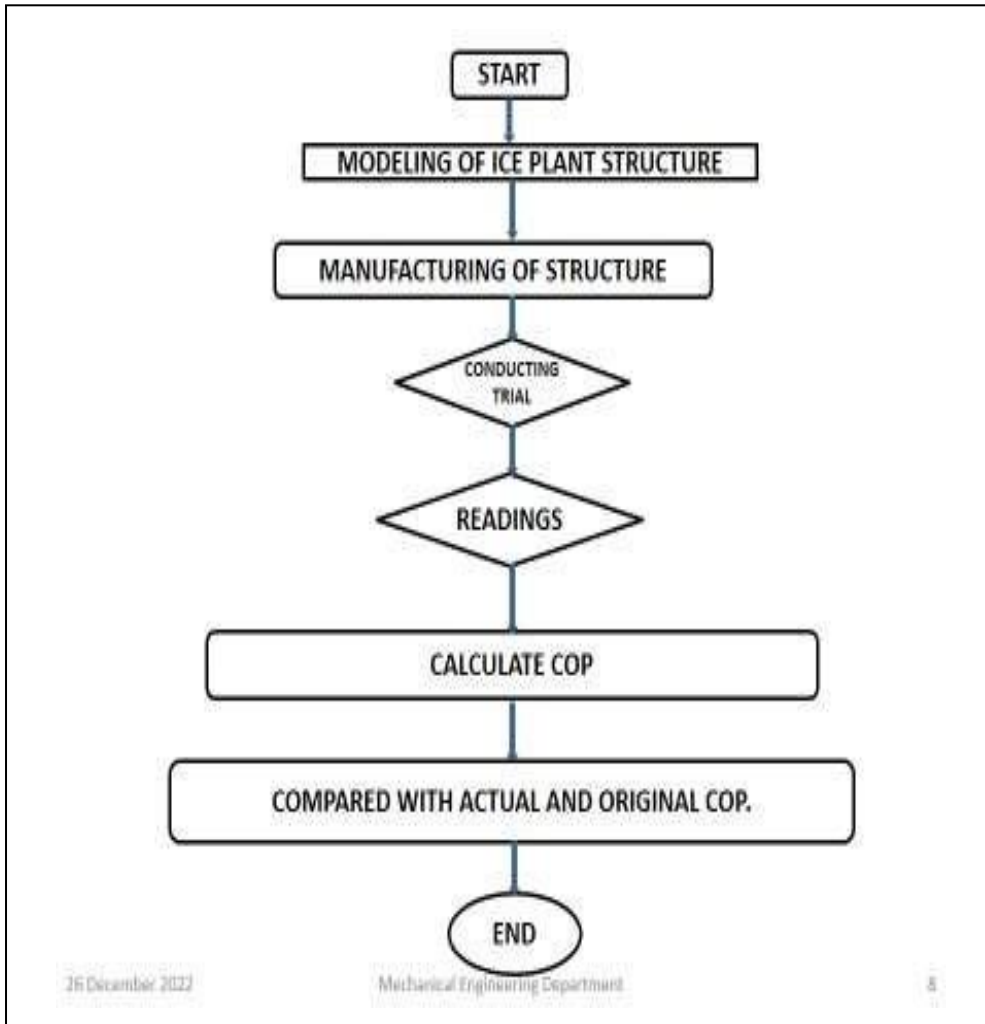 START
MODELING OF ICE PLANT STRUCTURE
MANUFACTURING OF STRUCTURE
CONDUCTING
TRIAL
READINGS
CALCULATE COP
COMPARED WITH ACTUAL AND ORIGINAL COP.
END
26 December 2022
Mechanical Engineering Department
8